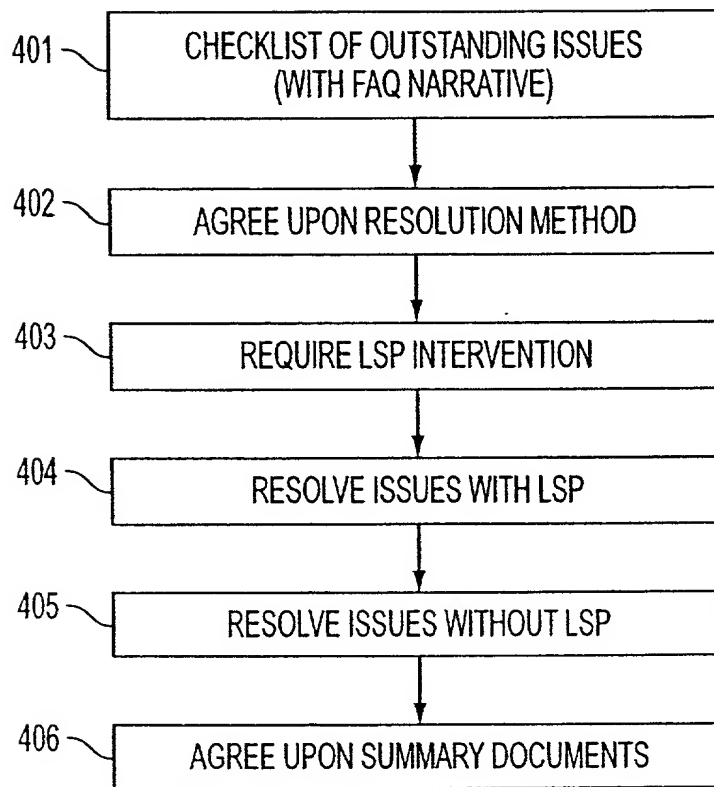 401
CHECKLIST OF OUTSTANDING ISSUES
(WITH FAQ NARRATIVE)
402
AGREE UPON RESOLUTION METHOD
403
REQUIRE LSP INTERVENTION
404
RESOLVE ISSUES WITH LSP
405
RESOLVE ISSUES WITHOUT LSP
406
AGREE UPON SUMMARY DOCUMENTS